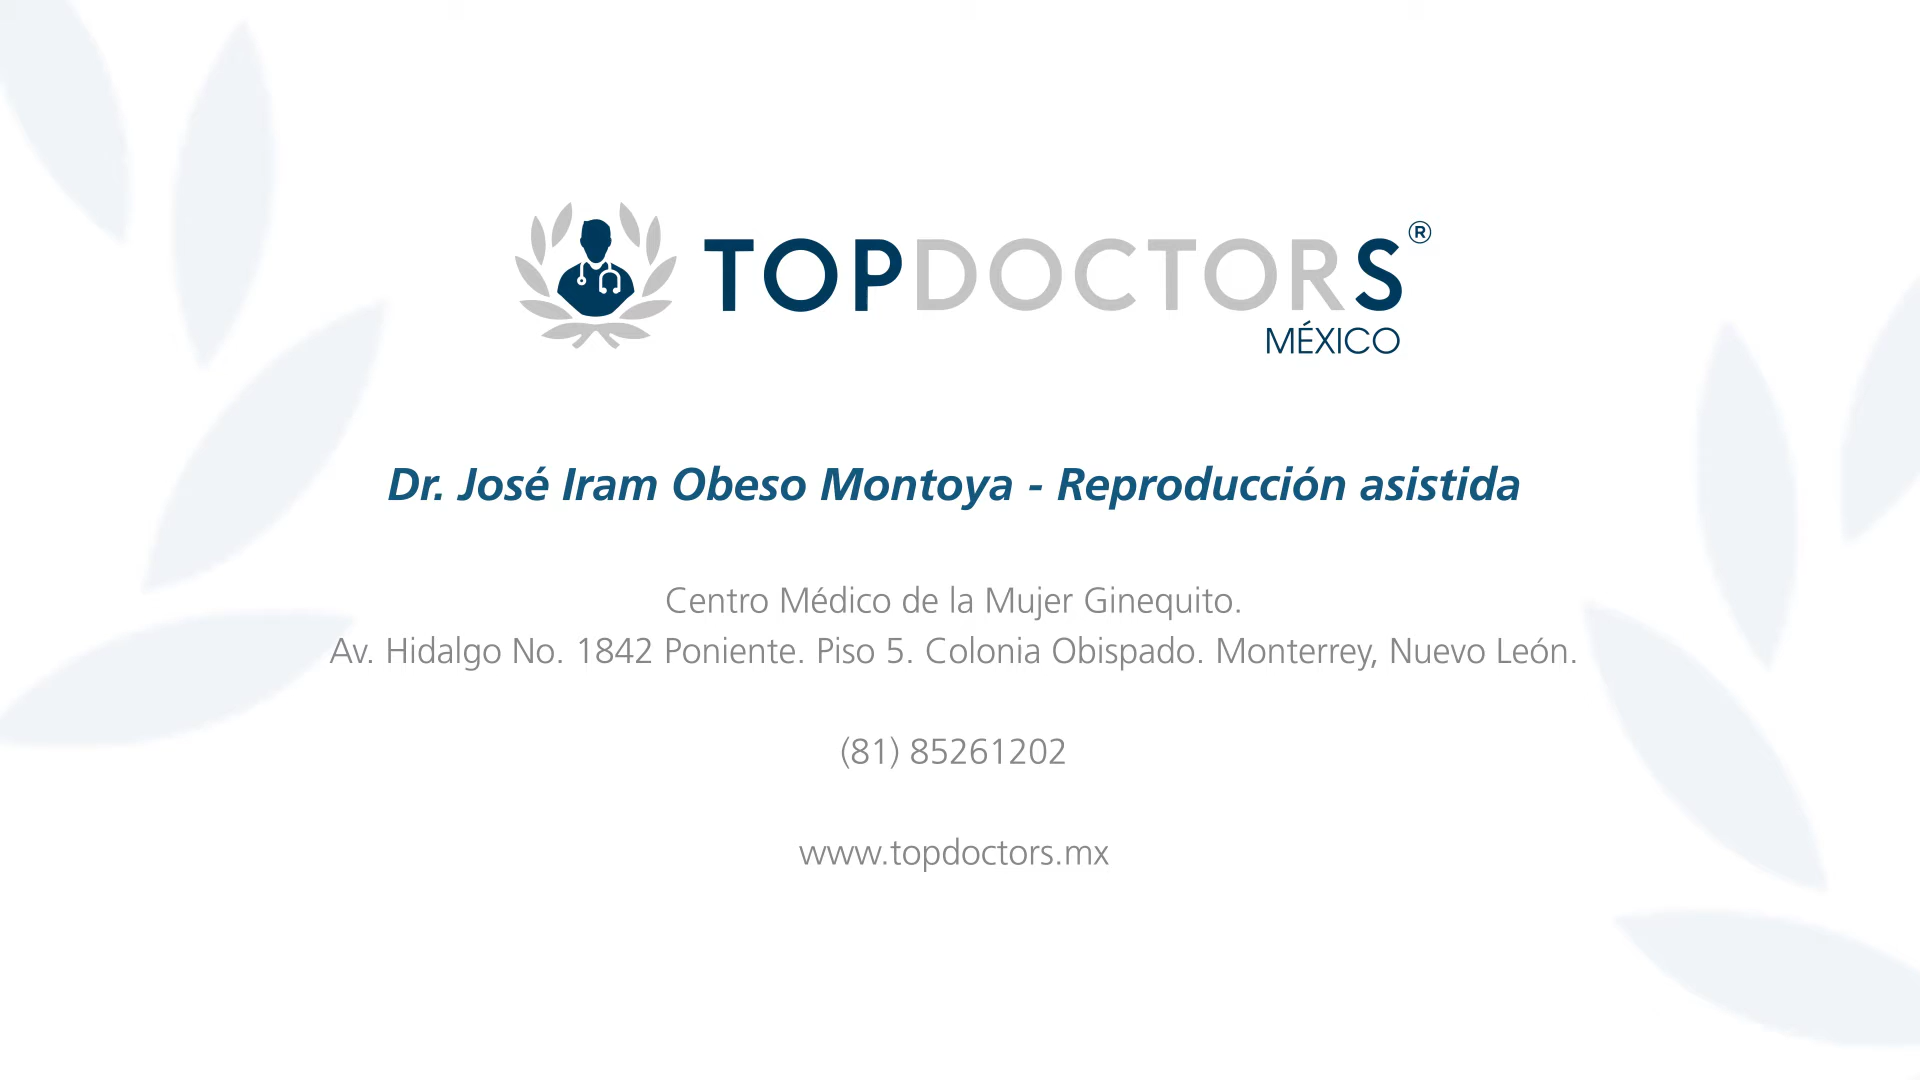 TOPDOCTORS®
MÉXICO
Dr. José Iram Obeso Montoya - Reproducción asistida
Centro Médico de la Mujer Ginequito.
Av. Hidalgo No. 1842 Poniente. Piso 5. Colonia Obispado. Monterrey, Nuevo León.
(81) 85261202
www.topdoctors.mx